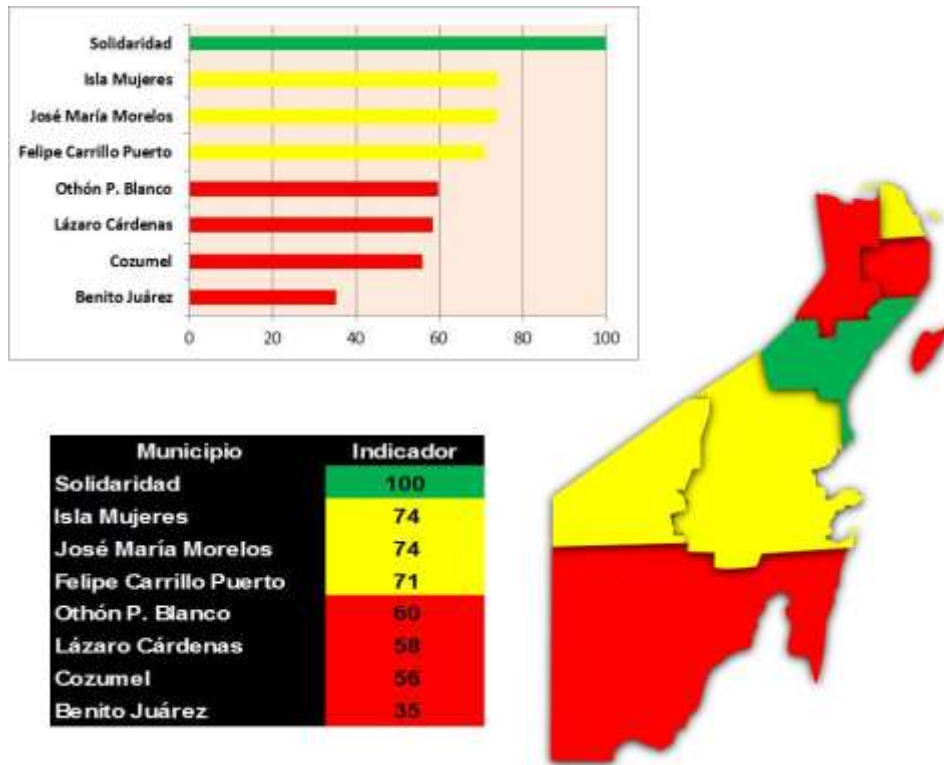 Solidaridad
Isla Mujeres
José María Morelos
Felipe Carrillo Puerto
Othón P. Blanco
Lázaro Cárdenas
Cozumel
Benito Juárez
0 20 40 60 80 100
Municipio Indicador
Solidaridad 100
Isla Mujeres 74
José María Morelos 74
Felipe Carrillo Puerto 71
Othón P. Blanco 60
Lázaro Cárdenas 58
Cozumel 56
Benito Juárez 35